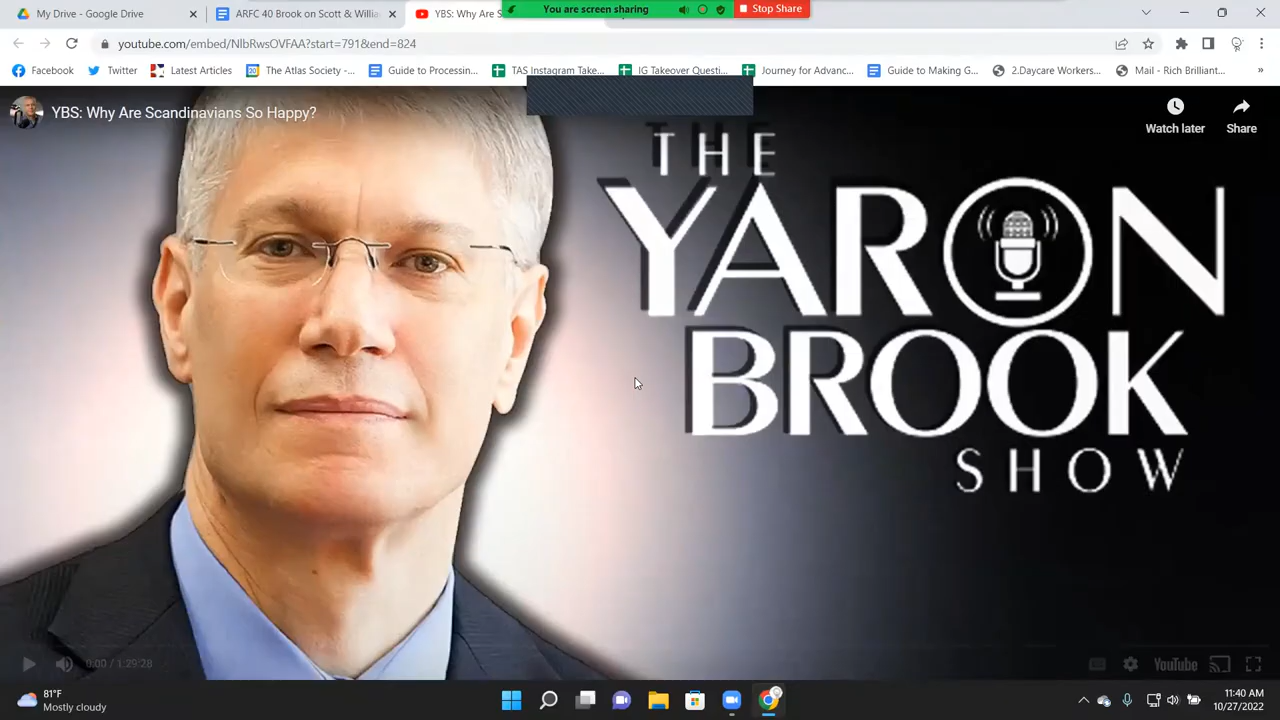 You are screen sharing
Stop Share
My Drive - Google Drive
ARFC 40 Brook on Scott & Willia
YBS: Why Are S
youtube.com/embed/NlbRwsOVFAA?start=791&end=824
Facebook
Twitter
Latest Articles
The Atlas Society -...
Guide to Processin...
TAS Instagram Take...
IG Takeover Questi...
Journey for Advanc...
Guide to Making G...
2.Daycare Workers...
Mail - Rich Brilliant...
»
YBS: Why Are Scandinavians So Happy?
Watch later
Share
THE
YARON
BROOK
SHOW
0:00 / 1:29:28
YouTube
81°F
Mostly cloudy
11:40 AM
10/27/2022